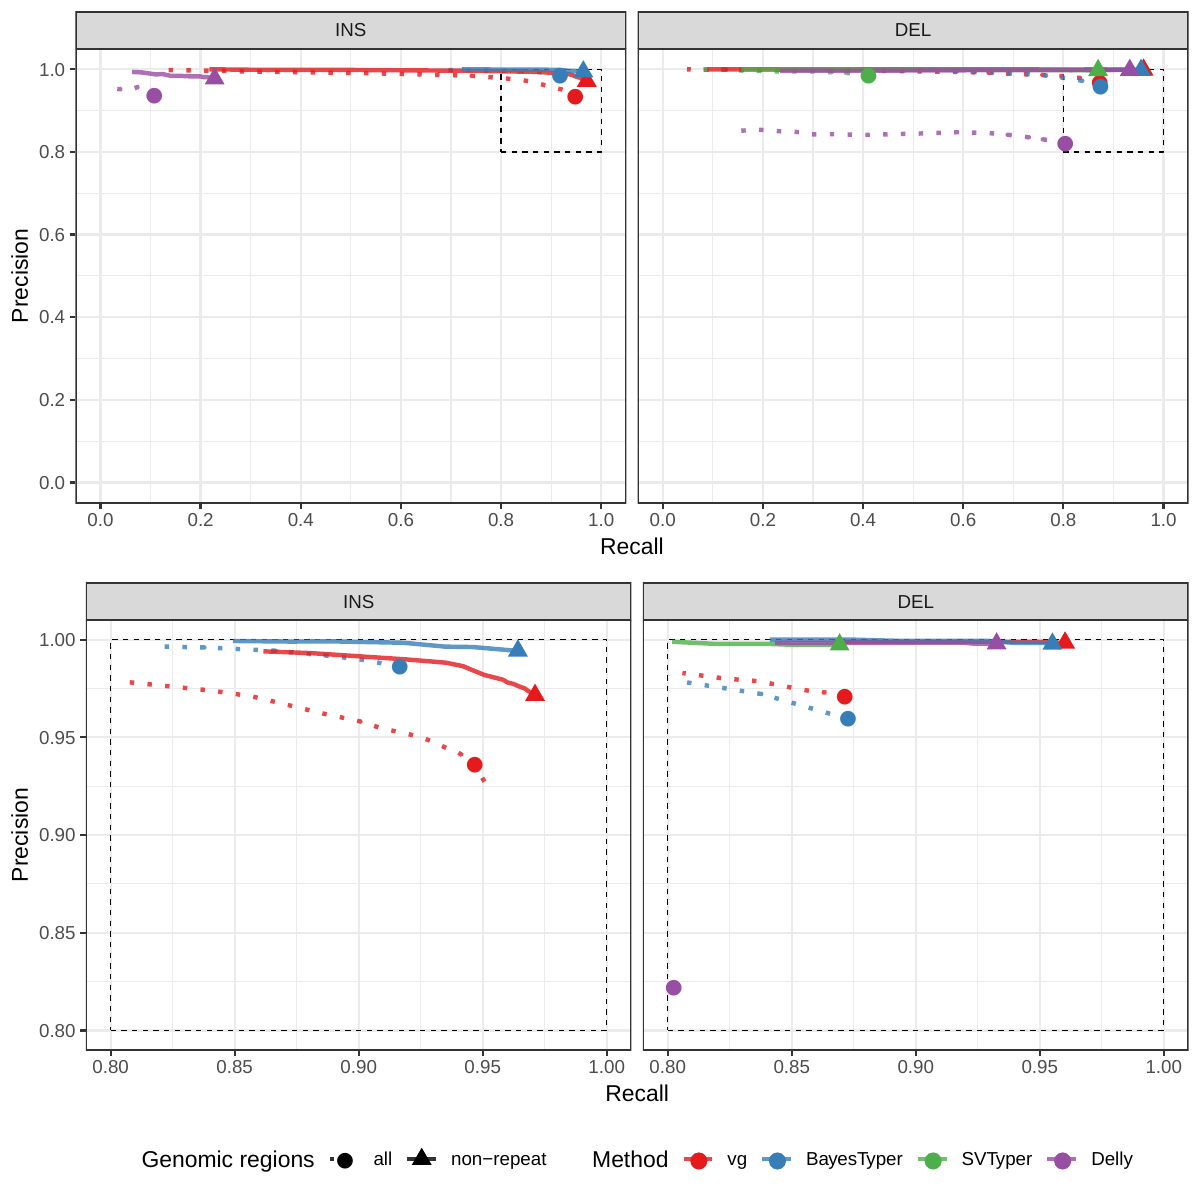 INS DEL
1.0
0.8
0.6
0.4
0.2
0.0
Precision
0.0 0.2 0.4 0.6 0.8 1.0 0.0 0.2 0.4 0.6 0.8 1.0
Recall
INS DEL
1.00
0.95
0.90
0.85
0.80
Precision
0.80 0.85 0.90 0.95 1.00 0.80 0.85 0.90 0.95 1.00
Recall
Genomic regions all non−repeat Method vg BayesTyper SVTyper Delly